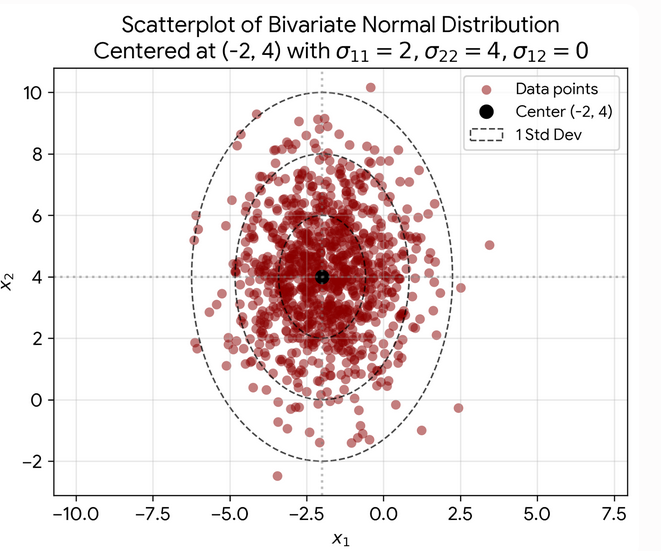 Scatterplot of Bivariate Normal Distribution
Centered at (-2, 4) with σ₁₁ = 2, σ₂₂ = 4, σ₁₂ = 0
Data points
Center (-2, 4)
1 Std Dev
10
8
6
4
2
0
−2
x₂
−10.0 −7.5 −5.0 −2.5 0.0 2.5 5.0 7.5
x₁